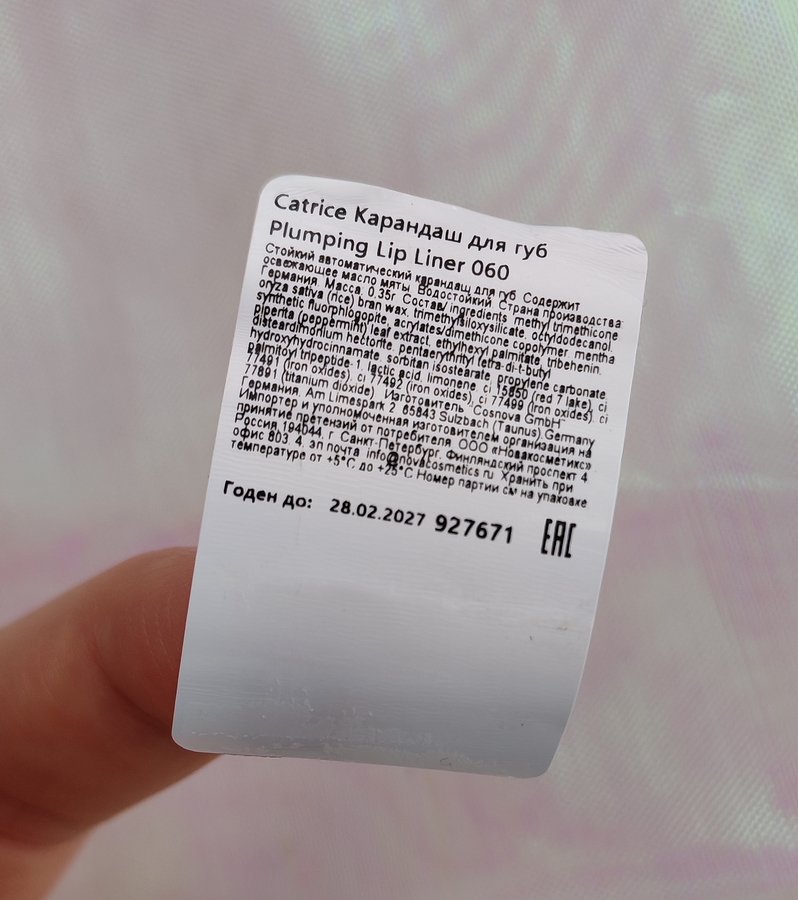 Catrice Карандаш для губ
Plumping Lip Liner 060
Стойкий автоматический карандащ для губ Содержит
освежающее масло мяты. Водостойкий. Страна производства:
Германия. Масса: 0.35г. Состав/ ingredients: methyl trimethicone.
oryza sativa (rice) bran wax, trimethylsiloxysilicate, octyldodecanol.
synthetic fluorphlogopite, acrylates/dimethicone copolymer, mentha
piperita (peppermint) leaf extract, ethylhexyl palmitate, tribehenin.
disteardimonium hectorite, pentaerythrityl tetra-di-t-butyl
hydroxyhydrocinnamate, sorbitan isostearate, propylene carbonate.
palmitoyl tripeptide-1, lactic acid, limonene, ci 15850 (red 7 lake), ci
77491 (iron oxides), ci 77492 (iron oxides), ci 77499 (iron oxides), ci
77891 (titanium dioxide). Изготовитель: "Cosnova GmbH"
Германия, Am Limespark 2, 65843 Sulzbach (Taunus) Germany
Импортер и уполномоченная изготовителем организация на
принятие претензий от потребителя: ООО «Новакосметикс»
Россия 194044, г. Санкт-Петербург, Финляндский проспект 4,
офис 803, 4, эл почта: info@novacosmetics.ru Хранить при
температуре от +5°C до +25°C Номер партии см на упаковке
Годен до: 28.02.2027 927671 EAC